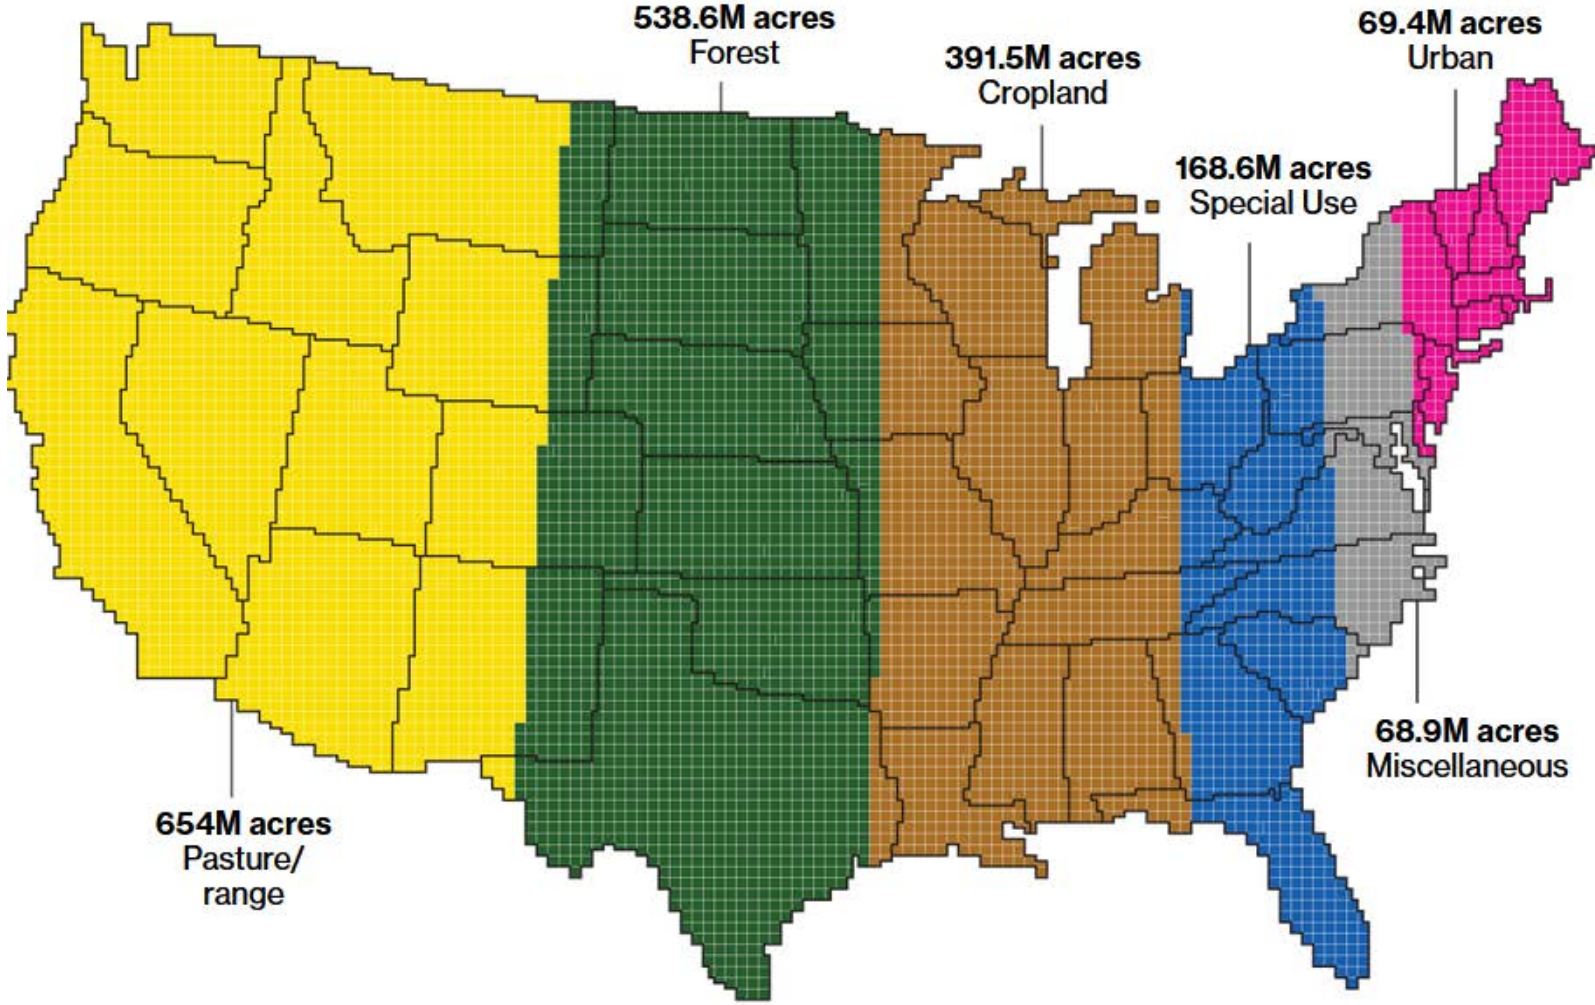 538.6M acres
Forest
391.5M acres
Cropland
69.4M acres
Urban
168.6M acres
Special Use
68.9M acres
Miscellaneous
654M acres
Pasture/
range